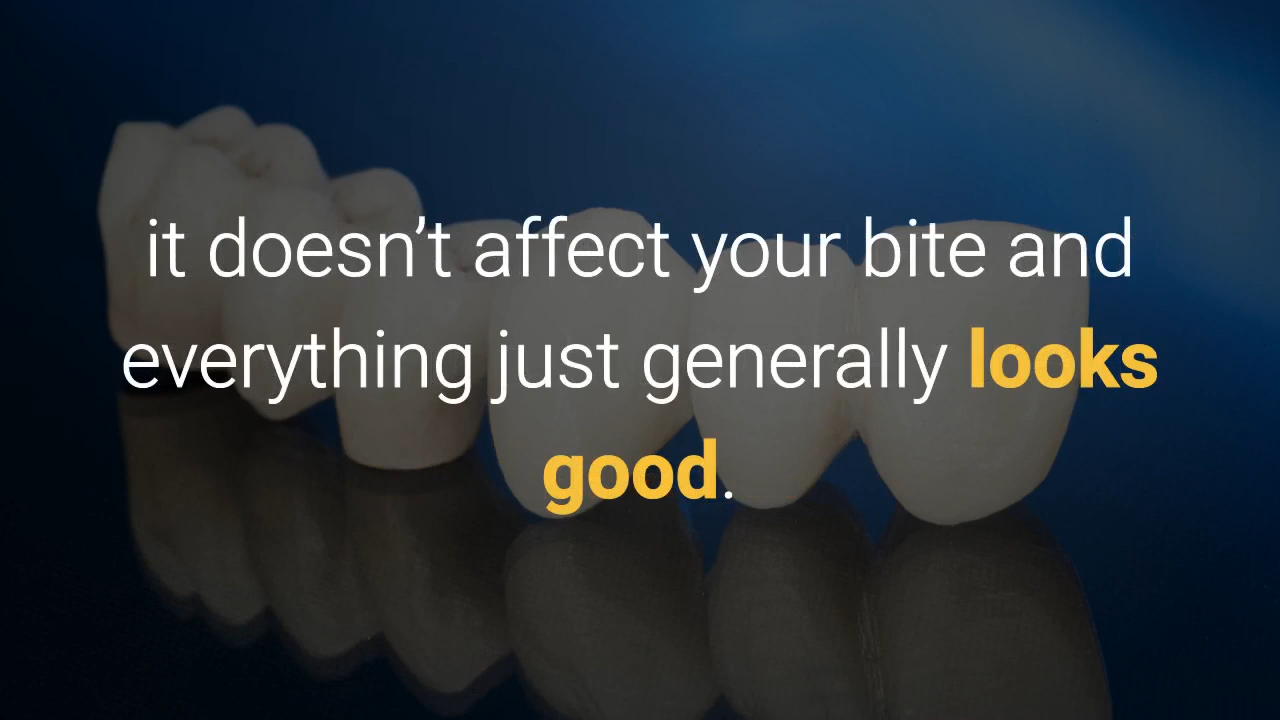 it doesn’t affect your bite and
everything just generally looks
good.